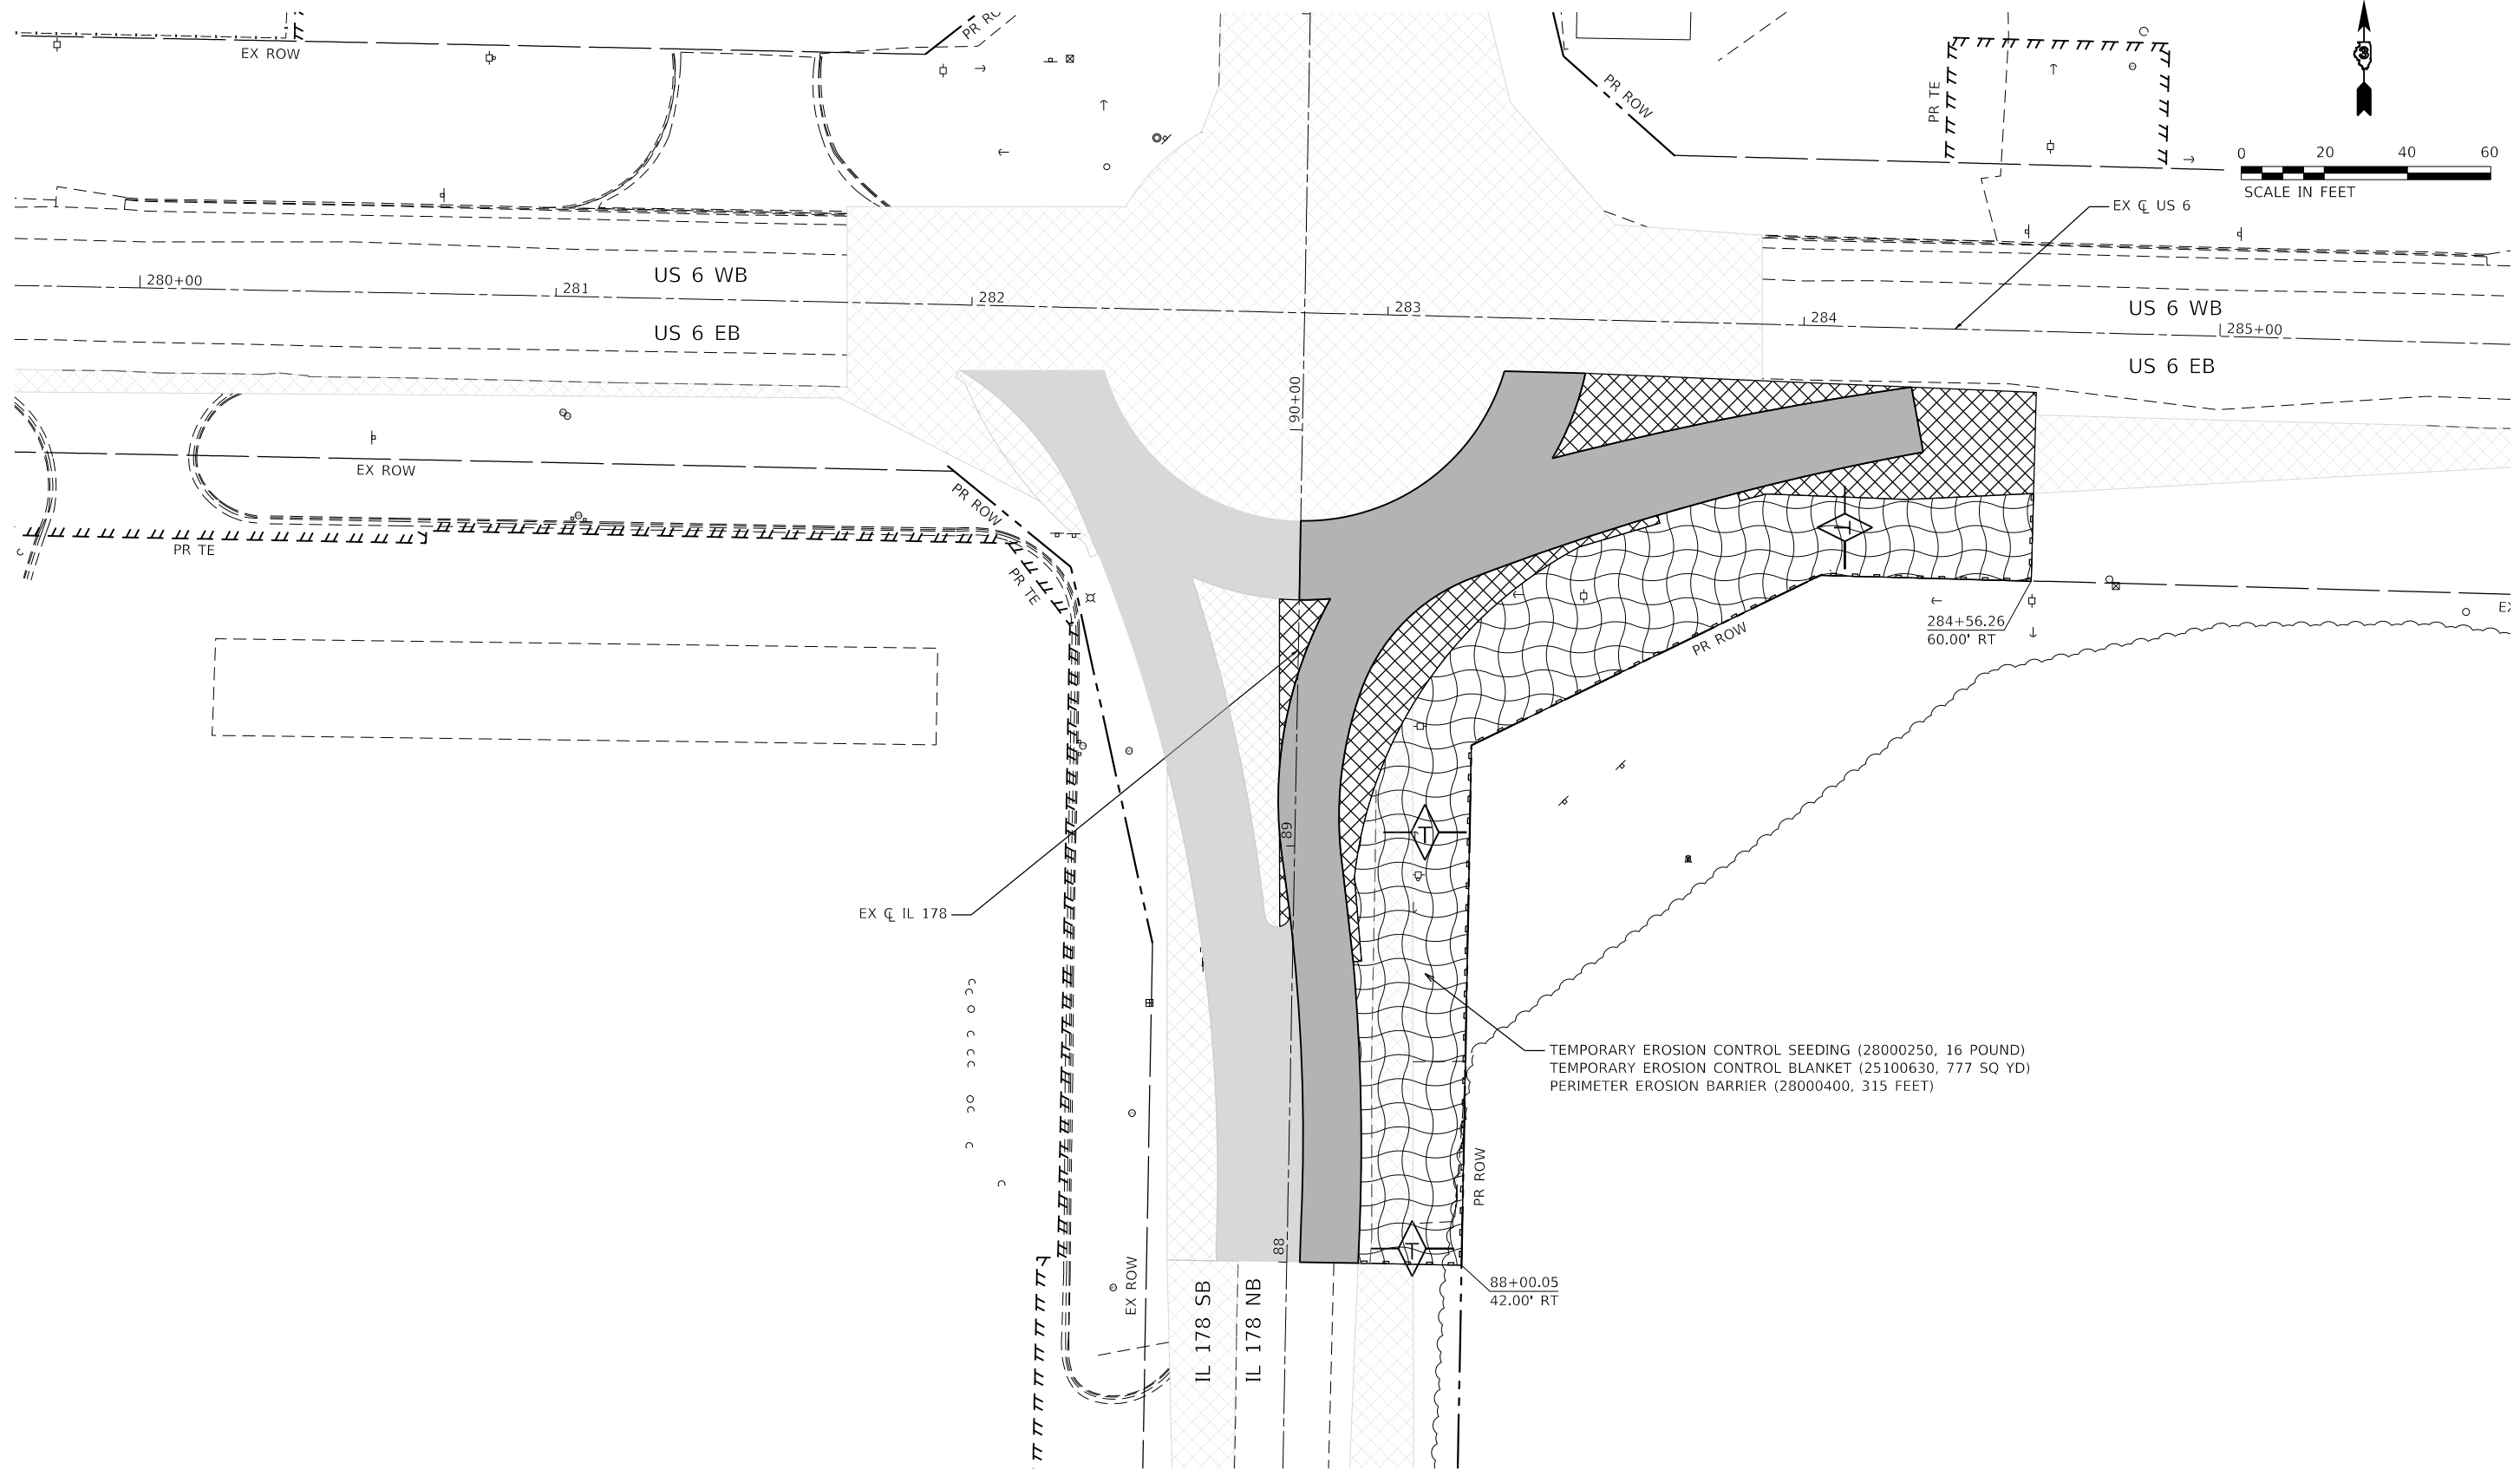 EX ROW
PR RO
PR ROW
PR TE
3
0 20 40 60
SCALE IN FEET
EX ℄ US 6
US 6 WB
280+00
281
282
283
284
285+00
US 6 WB
US 6 EB
US 6 EB
90+00
EX ROW
PR ROW
PR TE
PR TE
T
284+56.26
60.00' RT
EX
PR ROW
89
T
EX ℄ IL 178
TEMPORARY EROSION CONTROL SEEDING (28000250, 16 POUND)
TEMPORARY EROSION CONTROL BLANKET (25100630, 777 SQ YD)
PERIMETER EROSION BARRIER (28000400, 315 FEET)
PR ROW
88
T
88+00.05
42.00' RT
EX ROW
IL 178 SB
IL 178 NB